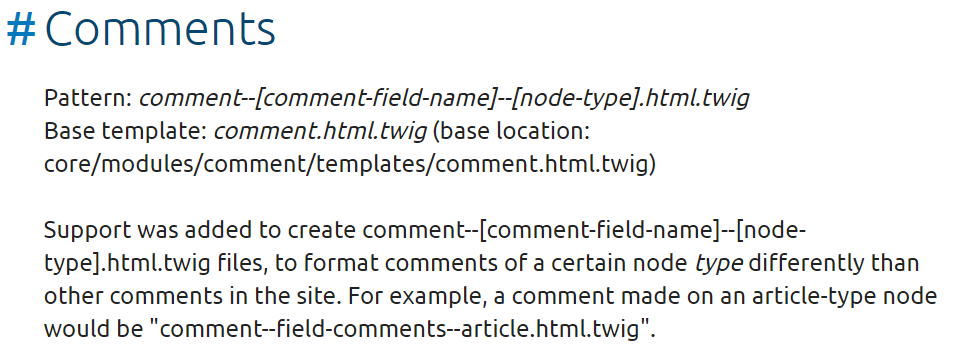 # Comments
Pattern: comment--[comment-field-name]--[node-type].html.twig
Base template: comment.html.twig (base location:
core/modules/comment/templates/comment.html.twig)
Support was added to create comment--[comment-field-name]--[node-
type].html.twig files, to format comments of a certain node type differently than
other comments in the site. For example, a comment made on an article-type node
would be "comment--field-comments--article.html.twig".